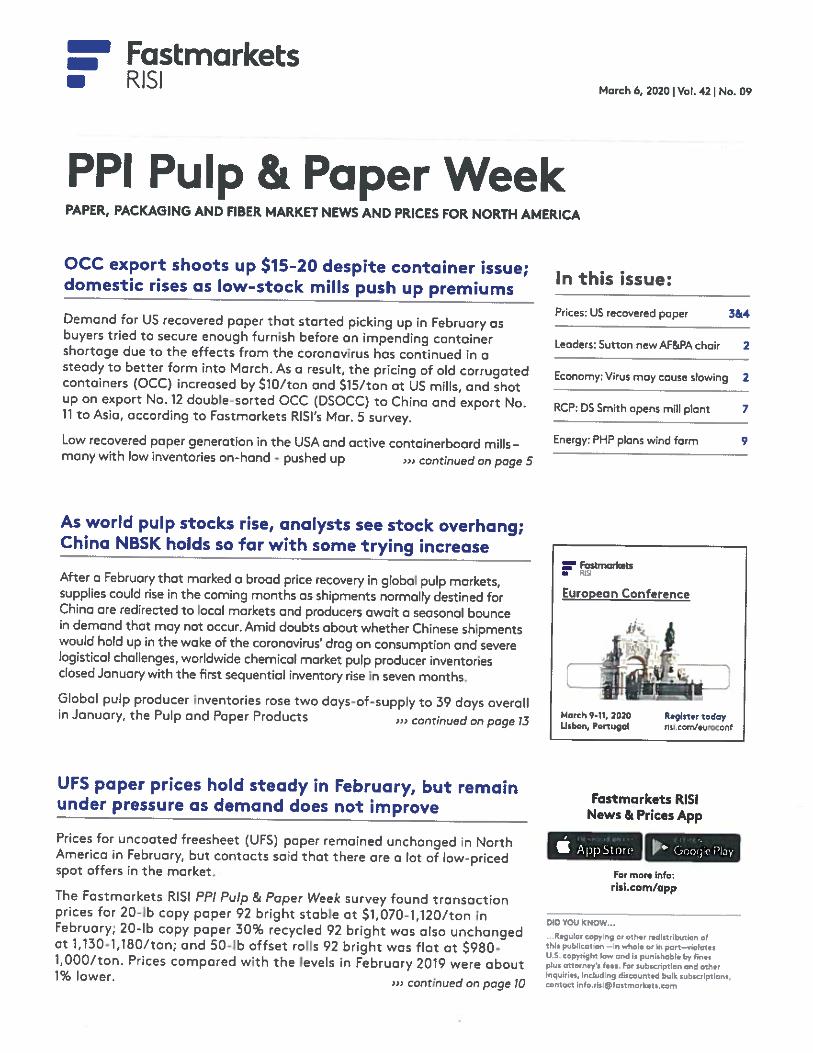 Fastmarkets
RISI
March 6, 2020 | Vol. 42 | No. 09
PPI Pulp & Paper Week
PAPER, PACKAGING AND FIBER MARKET NEWS AND PRICES FOR NORTH AMERICA
OCC export shoots up $15-20 despite container issue;
domestic rises as low-stock mills push up premiums
Demand for US recovered paper that started picking up in February as
buyers tried to secure enough furnish before an impending container
shortage due to the effects from the coronavirus has continued in a
steady to better form into March. As a result, the pricing of old corrugated
containers (OCC) increased by $10/ton and $15/ton at US mills, and shot
up on export No. 12 double-sorted OCC (DSOCC) to China and export No.
11 to Asia, according to Fastmarkets RISI's Mar. 5 survey.
Low recovered paper generation in the USA and active containerboard mills–
many with low inventories on-hand - pushed up ››› continued on page 5
In this issue:
Prices: US recovered paper 3&4
Leaders: Sutton new AF&PA chair 2
Economy: Virus may cause slowing 2
RCP: DS Smith opens mill plant 7
Energy: PHP plans wind farm 9
As world pulp stocks rise, analysts see stock overhang;
China NBSK holds so far with some trying increase
After a February that marked a broad price recovery in global pulp markets,
supplies could rise in the coming months as shipments normally destined for
China are redirected to local markets and producers await a seasonal bounce
in demand that may not occur. Amid doubts about whether Chinese shipments
would hold up in the wake of the coronavirus' drag on consumption and severe
logistical challenges, worldwide chemical market pulp producer inventories
closed January with the first sequential inventory rise in seven months.
Global pulp producer inventories rose two days-of-supply to 39 days overall
in January, the Pulp and Paper Products ››› continued on page 13
Fastmarkets
RISI
European Conference
March 9-11, 2020 Register today
Lisbon, Portugal risi.com/euroconf
UFS paper prices hold steady in February, but remain
under pressure as demand does not improve
Prices for uncoated freesheet (UFS) paper remained unchanged in North
America in February, but contacts said that there are a lot of low-priced
spot offers in the market.
The Fastmarkets RISI PPI Pulp & Paper Week survey found transaction
prices for 20-lb copy paper 92 bright stable at $1,070-1,120/ton in
February; 20-lb copy paper 30% recycled 92 bright was also unchanged
at 1,130-1,180/ton; and 50-lb offset rolls 92 bright was flat at $980-
1,000/ton. Prices compared with the levels in February 2019 were about
1% lower. ››› continued on page 10
Fastmarkets RISI
News & Prices App
App Store Google Play
For more info:
risi.com/app
DID YOU KNOW...
...Regular copying or other redistribution of
this publication —in whole or in part—violates
U.S. copyright law and is punishable by fines
plus attorney's fees. For subscription and other
inquiries, including discounted bulk subscriptions,
contact info.risi@fastmarkets.com